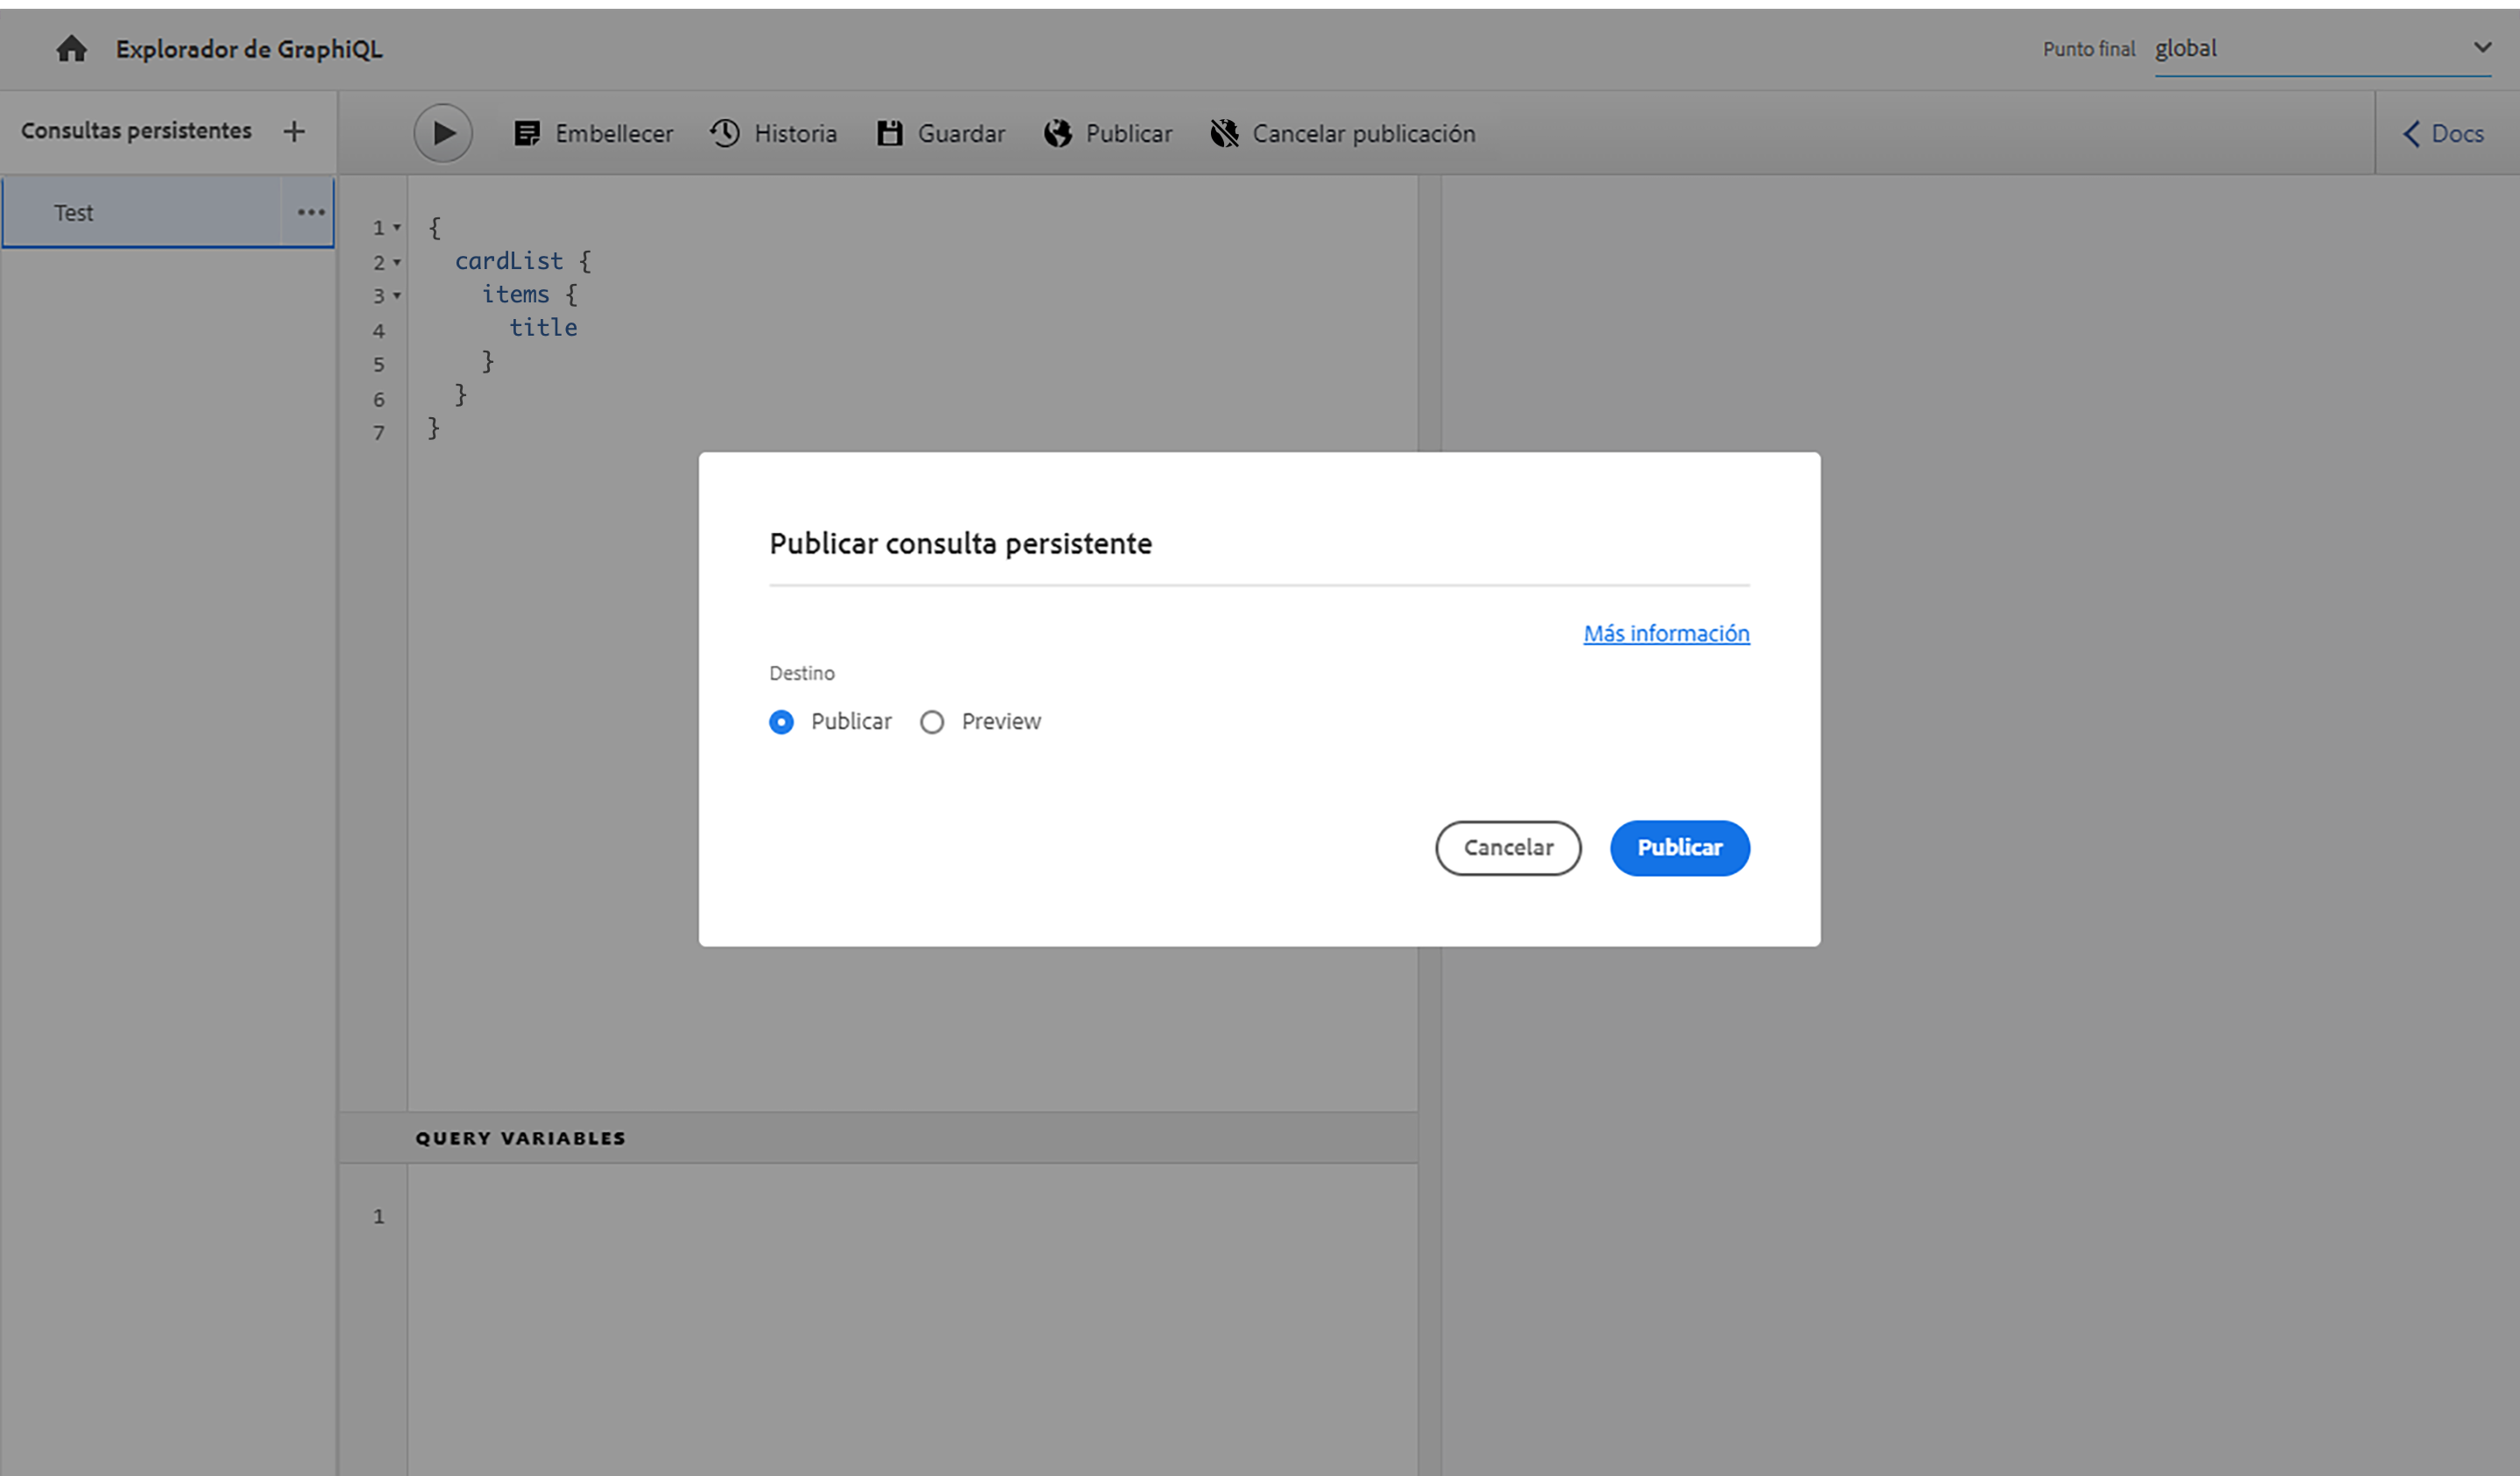 Explorador de GraphiQL
Punto final global
Consultas persistentes +
Embellecer Historia Guardar Publicar Cancelar publicación
Docs
Test
1 {
2 cardList {
3 items {
4 title
5 }
6 }
7 }
Publicar consulta persistente
Más información
Destino
Publicar Preview
Cancelar Publicar
QUERY VARIABLES
1